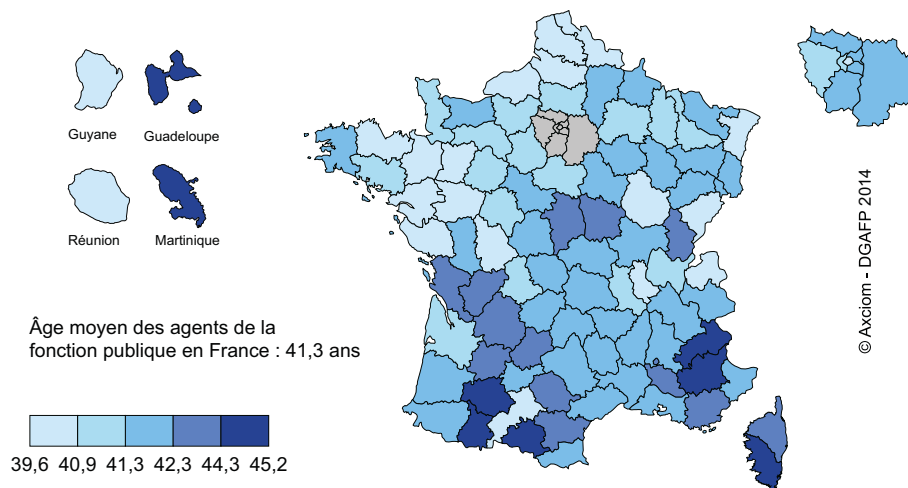 Guyane
Guadeloupe
Réunion
Martinique
Âge moyen des agents de la
fonction publique en France : 41,3 ans
39,6 40,9 41,3 42,3 44,3 45,2
© Axciom - DGAFP 2014